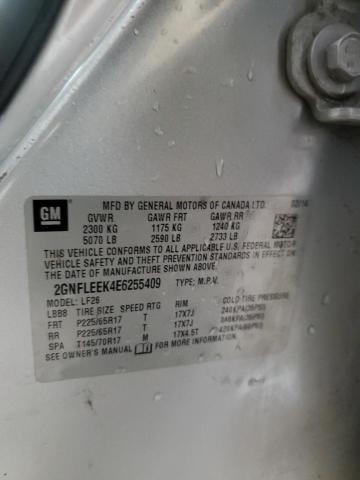 GM
MFD BY GENERAL MOTORS OF CANADA LTD. 02/14
GVWR GAWR FRT GAWR RR
2300 KG 1175 KG 1240 KG
5070 LB 2590 LB 2733 LB
THIS VEHICLE CONFORMS TO ALL APPLICABLE U.S. FEDERAL MOTOR
VEHICLE SAFETY AND THEFT PREVENTION STANDARDS IN EFFECT ON
THE DATE OF MANUFACTURE SHOWN ABOVE.
2GNFLEEK4E6255409 TYPE: M.P.V.
MODEL: LF26
LBB8 TIRE SIZE SPEED RTG RIM COLD TIRE PRESSURE
FRT P225/65R17 T 17X7J 240KPA(35PSI)
RR P225/65R17 T 17X7J 240KPA(35PSI)
SPA T145/70R17 M 17X4.5T 420KPA(60PSI)
SEE OWNER'S MANUAL FOR MORE INFORMATION.